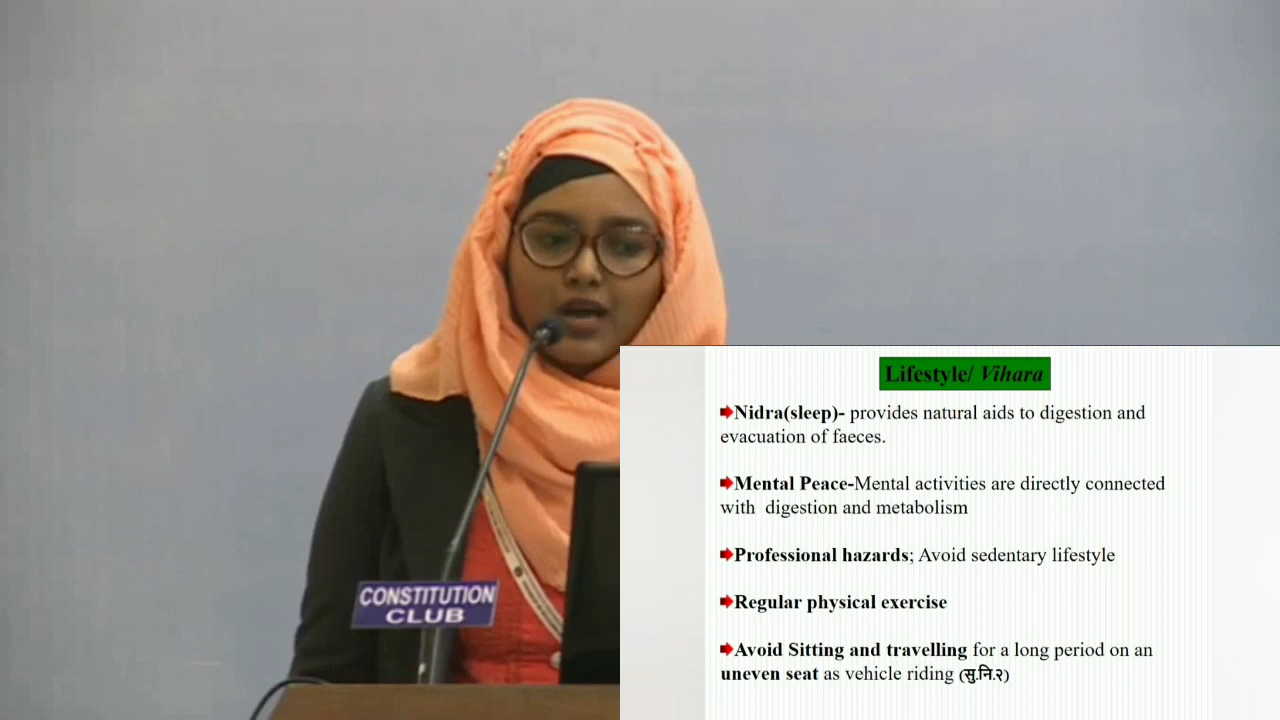 CONSTITUTION
CLUB
Lifestyle/ Vihara
Nidra(sleep)- provides natural aids to digestion and
evacuation of faeces.
Mental Peace-Mental activities are directly connected
with digestion and metabolism
Professional hazards; Avoid sedentary lifestyle
Regular physical exercise
Avoid Sitting and travelling for a long period on an
uneven seat as vehicle riding (सु.नि.२)